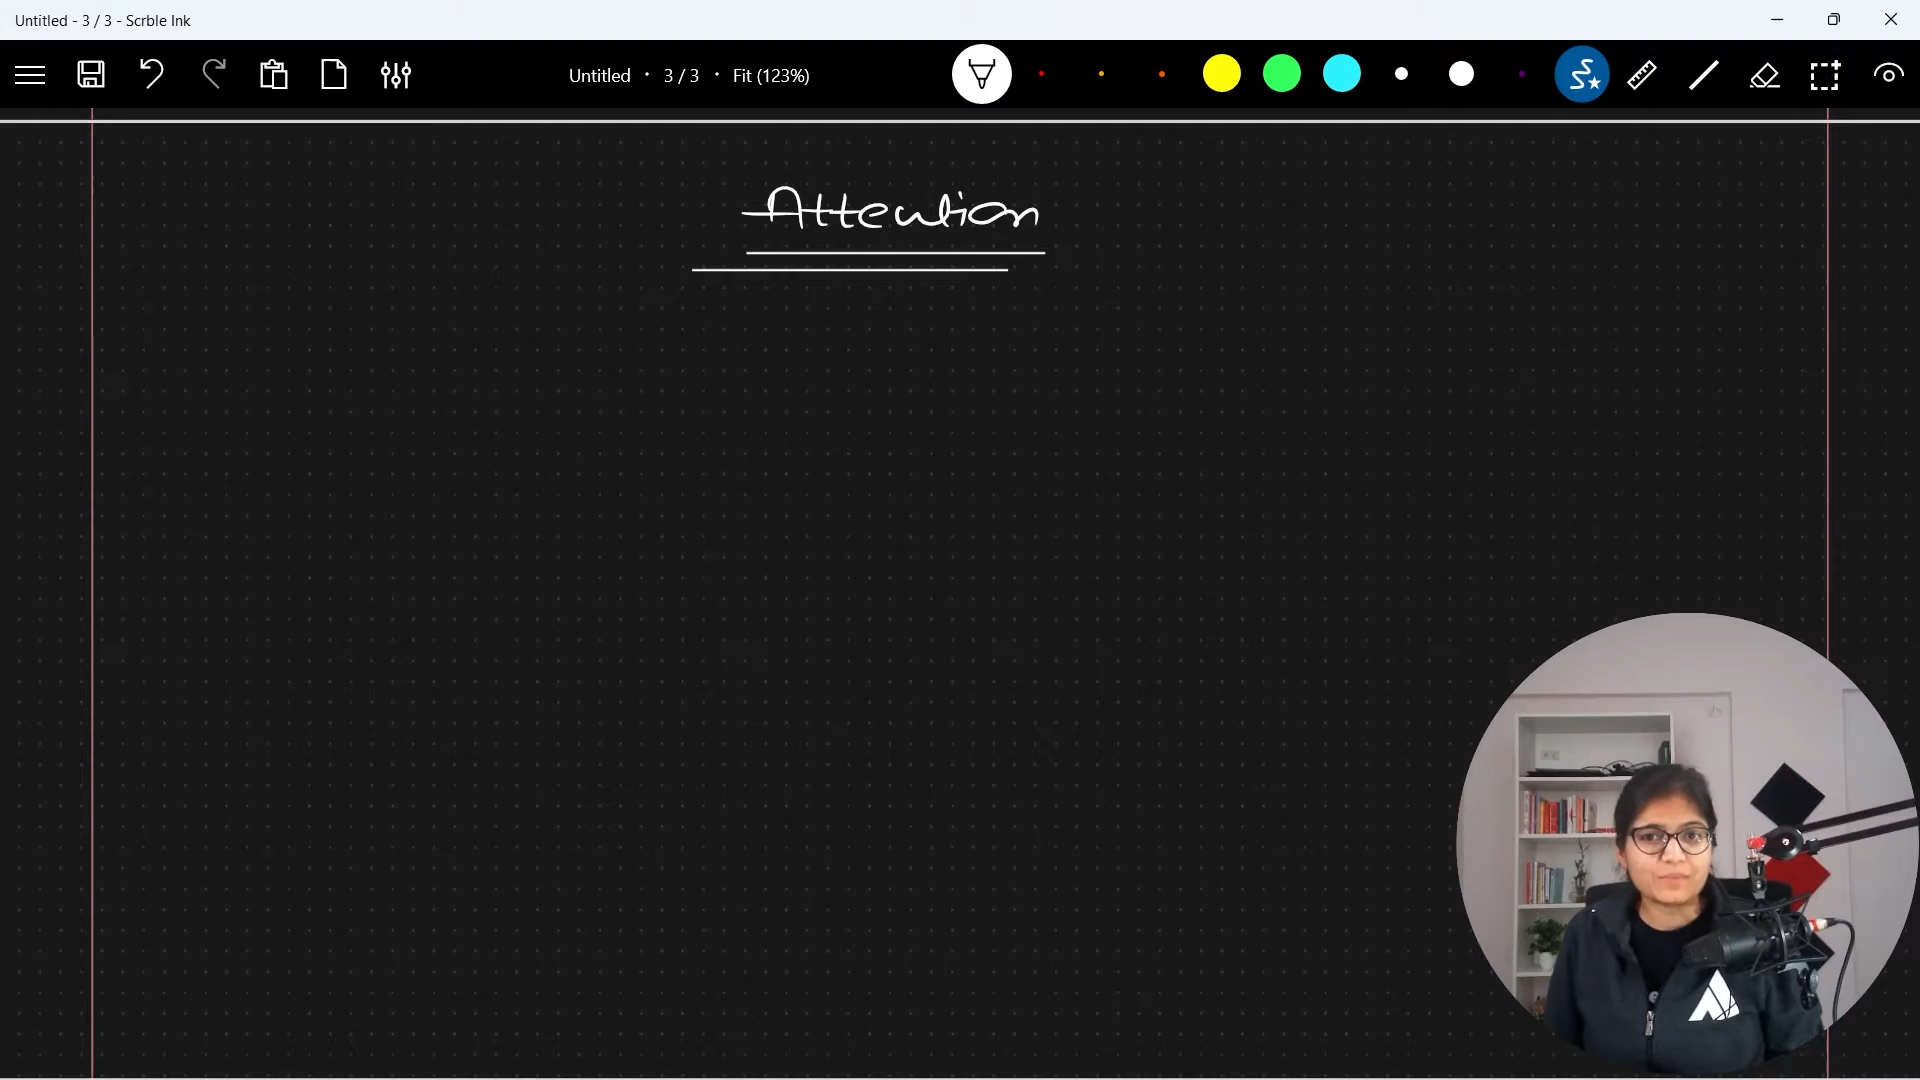 Untitled - 3 / 3 - Scrble Ink
Untitled • 3 / 3 • Fit (123%)
Attention